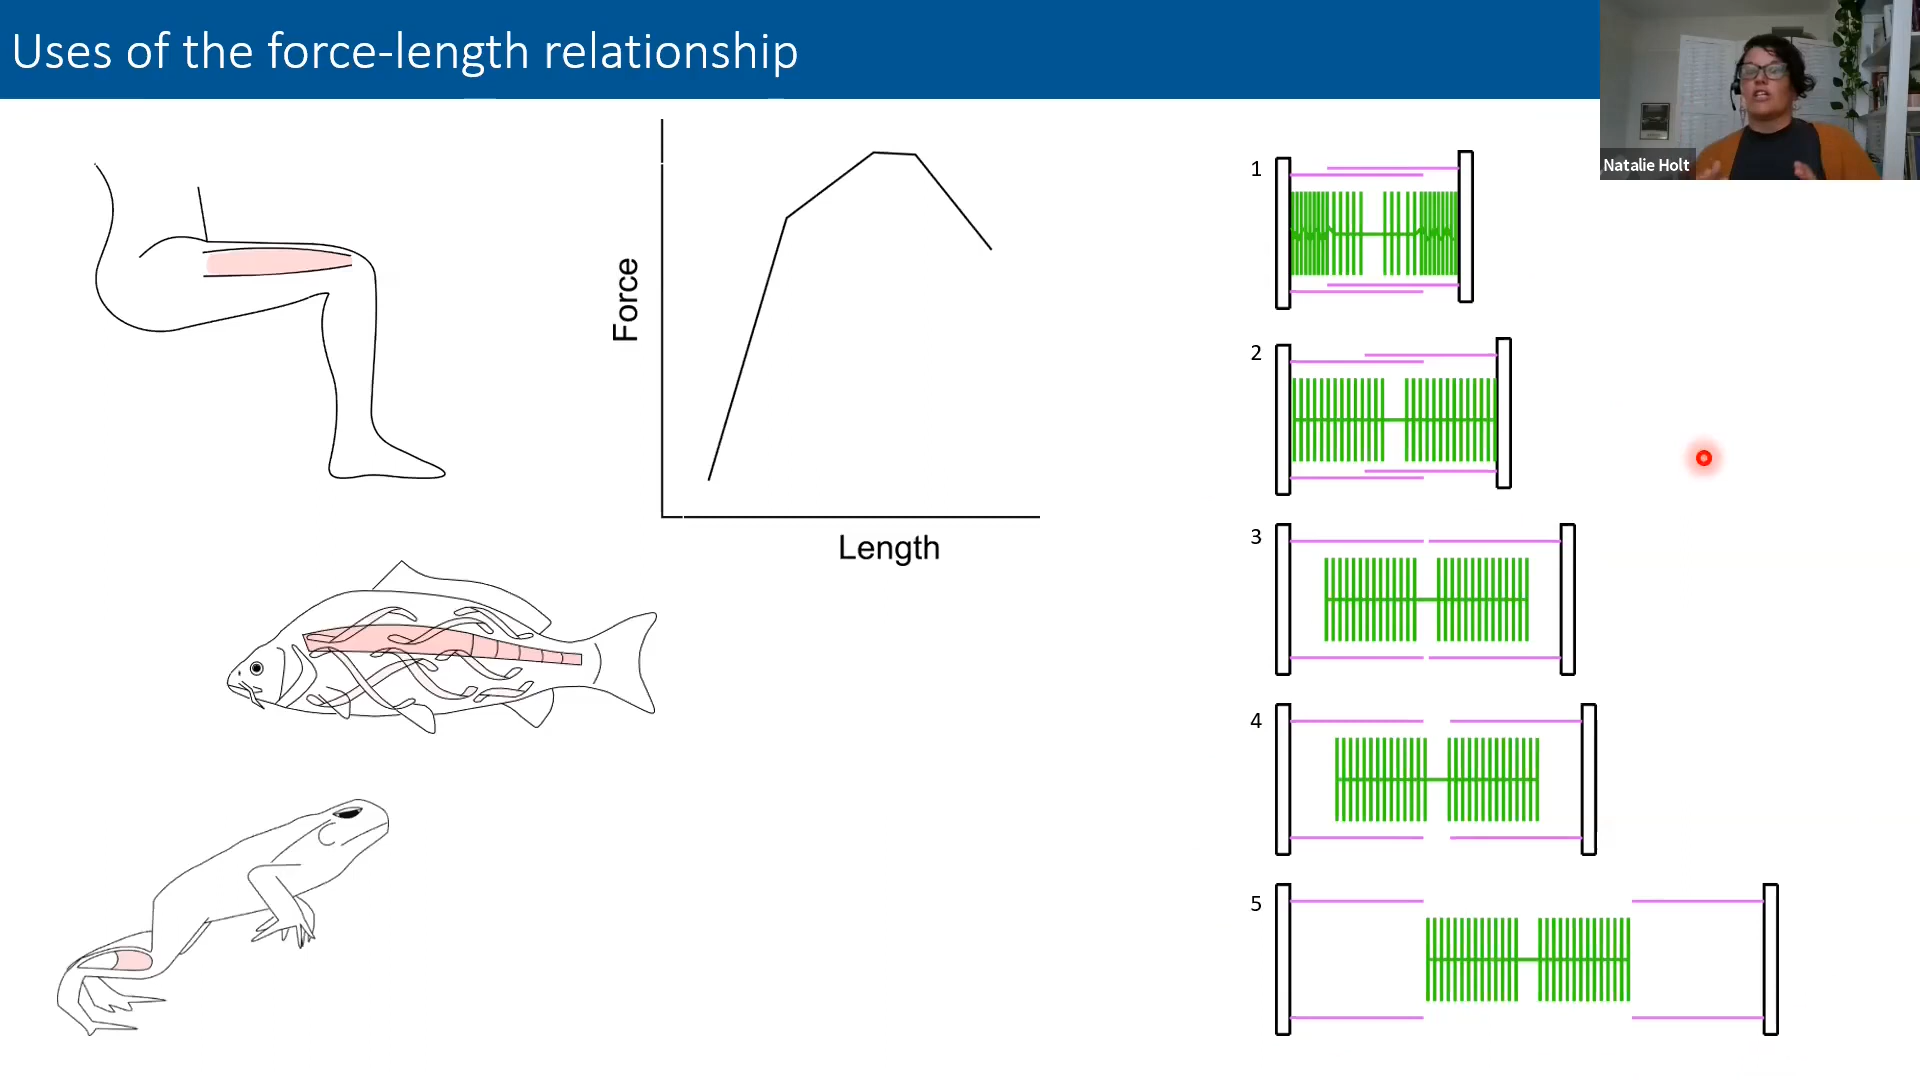 Uses of the force-length relationship
Natalie Holt
Force
Length
1
2
3
4
5